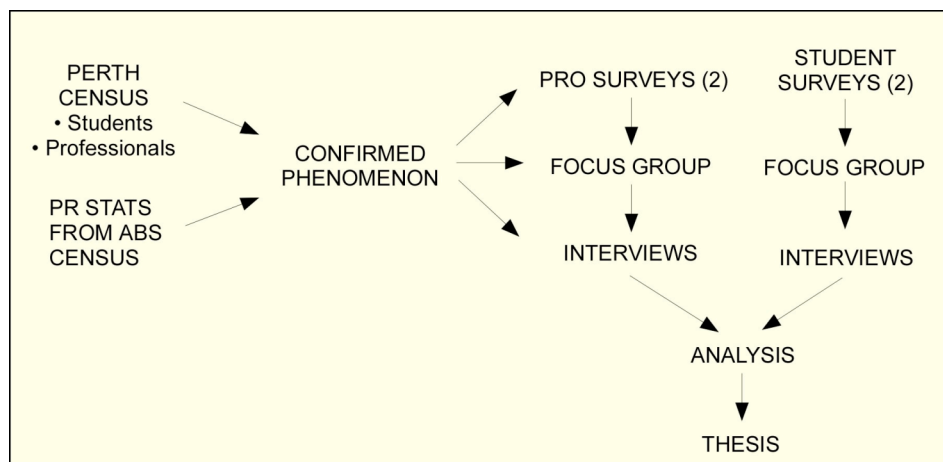 PERTH
CENSUS
• Students
• Professionals
PR STATS
FROM ABS
CENSUS
CONFIRMED
PHENOMENON
PRO SURVEYS (2)
FOCUS GROUP
INTERVIEWS
STUDENT
SURVEYS (2)
FOCUS GROUP
INTERVIEWS
ANALYSIS
THESIS